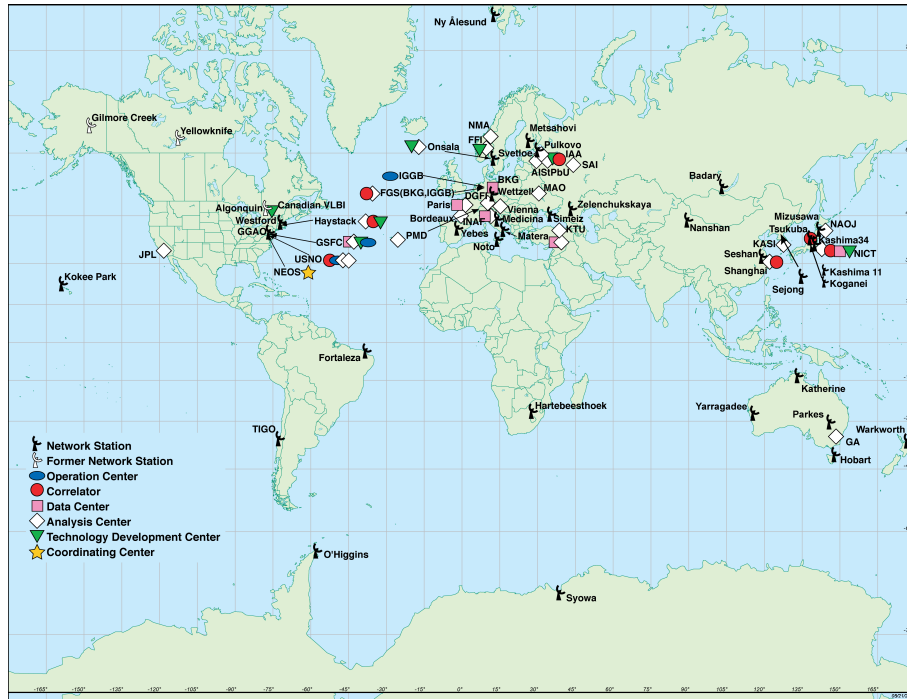 Ny Ålesund
Gilmore Creek
Yellowknife
NMA
FFI
Metsahovi
Onsala
Svetloe
Pulkovo
IAA
SAI
AIStPbU
IGGB
BKG
Badary
FGS(BKG,IGGB)
DGFI
Wettzell
MAO
Algonquin
Canadian VLBI
Paris
Vienna
Zelenchukskaya
Westford
Haystack
Bordeaux
INAF
Medicina
Simeiz
Nanshan
Mizusawa
NAOJ
GGAO
GSFC
PMD
Yebes
Matera
KTU
Tsukuba
KASI
Kashima34
JPL
Noto
Seshan
NICT
USNO
Shanghai
Kashima 11
Kokee Park
NEOS
Sejong
Koganei
Fortaleza
Katherine
Hartebeesthoek
Yarragadee
Parkes
TIGO
Warkworth
GA
Hobart
Network Station
Former Network Station
Operation Center
Correlator
Data Center
Analysis Center
Technology Development Center
Coordinating Center
O'Higgins
Syowa
-165° -150° -135° -120° -105° -90° -75° -60° -45° -30° -15° 0° 15° 30° 45° 60° 75° 90° 105° 120° 135° 150° 165°